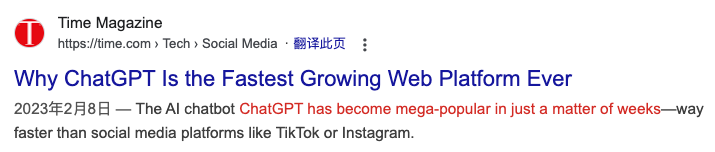 Time Magazine
https://time.com › Tech › Social Media · 翻译此页
Why ChatGPT Is the Fastest Growing Web Platform Ever
2023年2月8日 — The AI chatbot ChatGPT has become mega-popular in just a matter of weeks—way
faster than social media platforms like TikTok or Instagram.